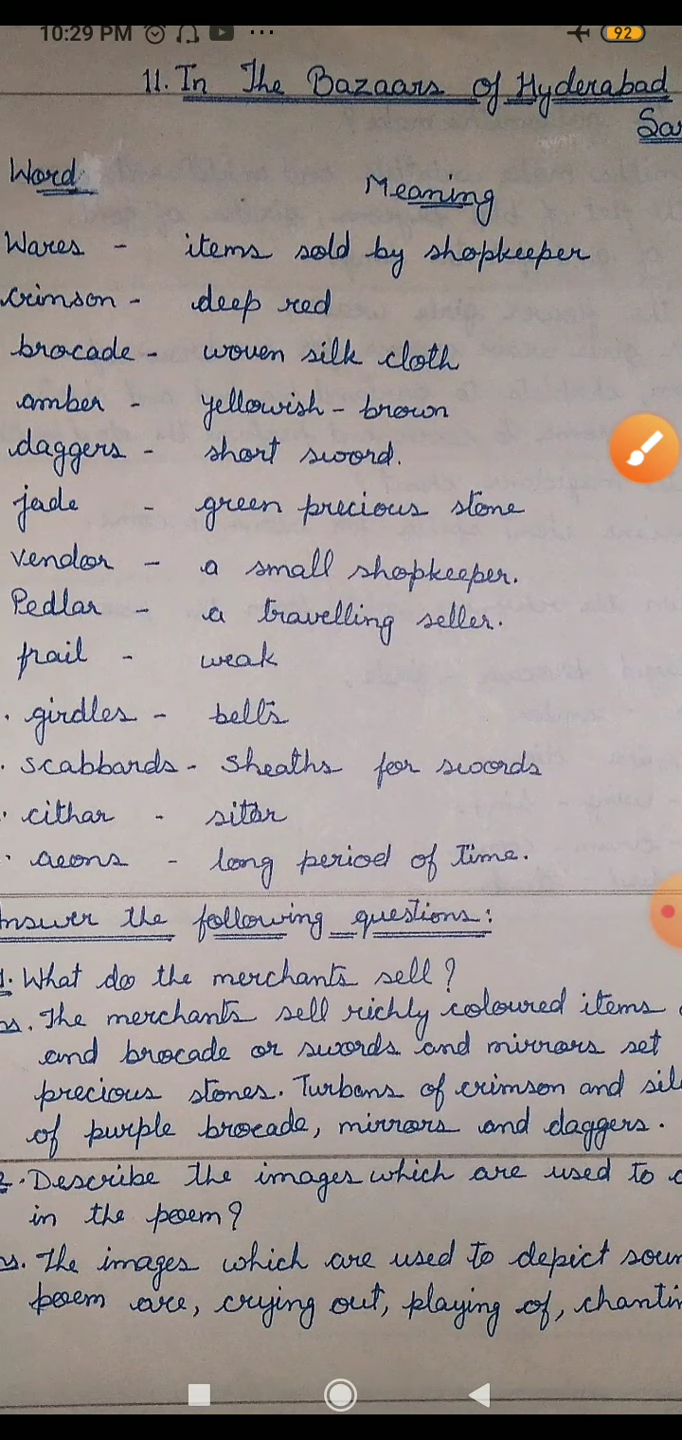 10:29 PM ...
92
11. In The Bazaars of Hyderabad
Word Meaning
Wares - items sold by shopkeeper
crimson - deep red
brocade - woven silk cloth
amber - yellowish - brown
daggers - short sword.
jade - green precious stone
vendor - a small shopkeeper.
Pedlar - a travelling seller.
frail - weak
. girdles - bells
. scabbards - sheaths for swords
. cithar - sitar
. aeons - long period of time.
nswer the following questions:
1. What do the merchants sell?
ns. The merchants sell richly coloured items
and brocade or swords and mirrors set
precious stones. Turbans of crimson and sil
of purple brocade, mirrors and daggers.
2. Describe the images which are used to
in the poem?
ns. The images which are used to depict soun
poem are, crying out, playing of, chantin